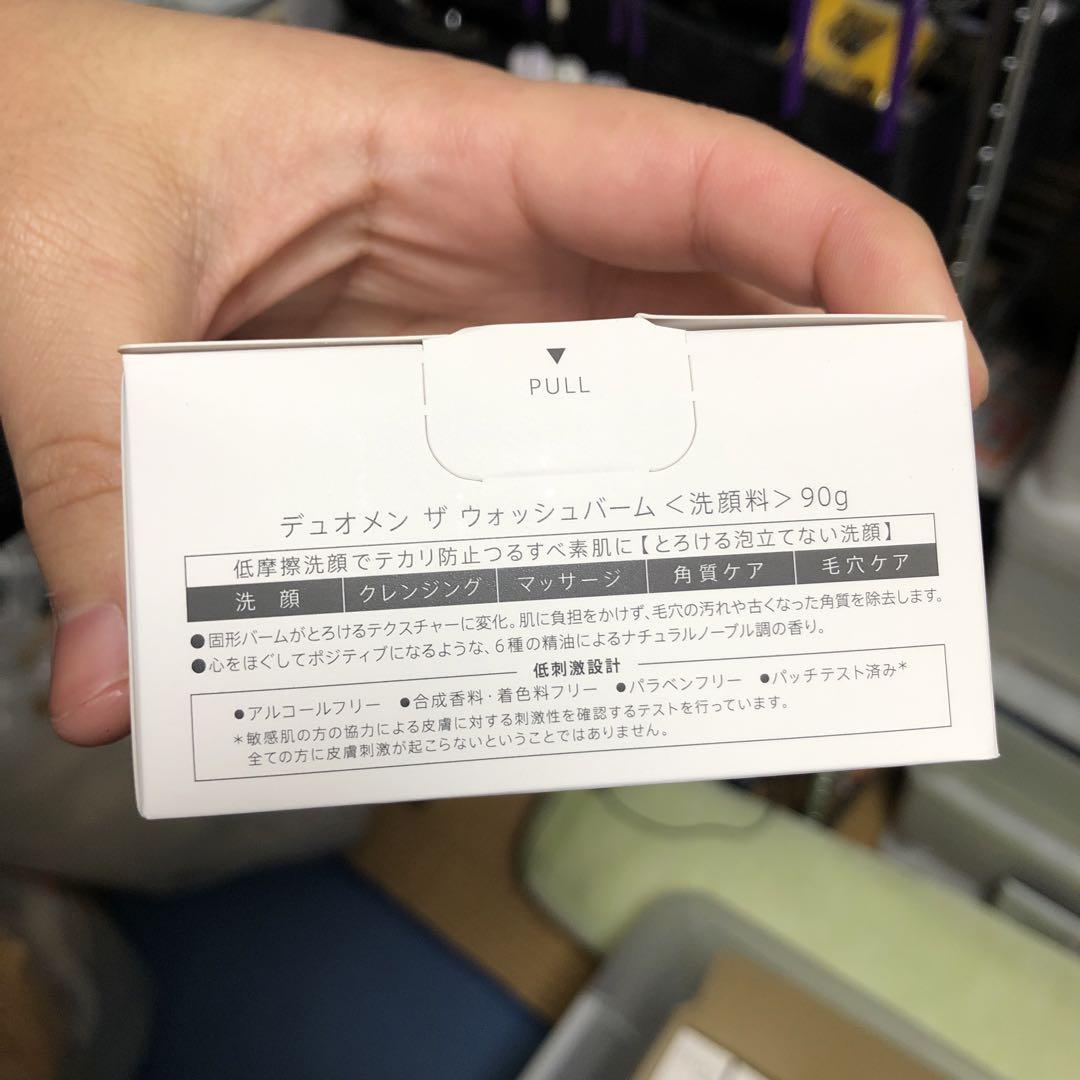 ▼
PULL
デュオメン ザ ウォッシュバーム＜洗顔料＞90g
低摩擦洗顔でテカリ防止つるすべ素肌に【とろける泡立てない洗顔】
洗顔 クレンジング マッサージ 角質ケア 毛穴ケア
●固形バームがとろけるテクスチャーに変化。肌に負担をかけず、毛穴の汚れや古くなった角質を除去します。
●心をほぐしてポジティブになるような、6種の精油によるナチュラルノーブル調の香り。
低刺激設計
●アルコールフリー ●合成香料・着色料フリー ●パラベンフリー ●パッチテスト済み*
*敏感肌の方の協力による皮膚に対する刺激性を確認するテストを行っています。
全ての方に皮膚刺激が起こらないということではありません。